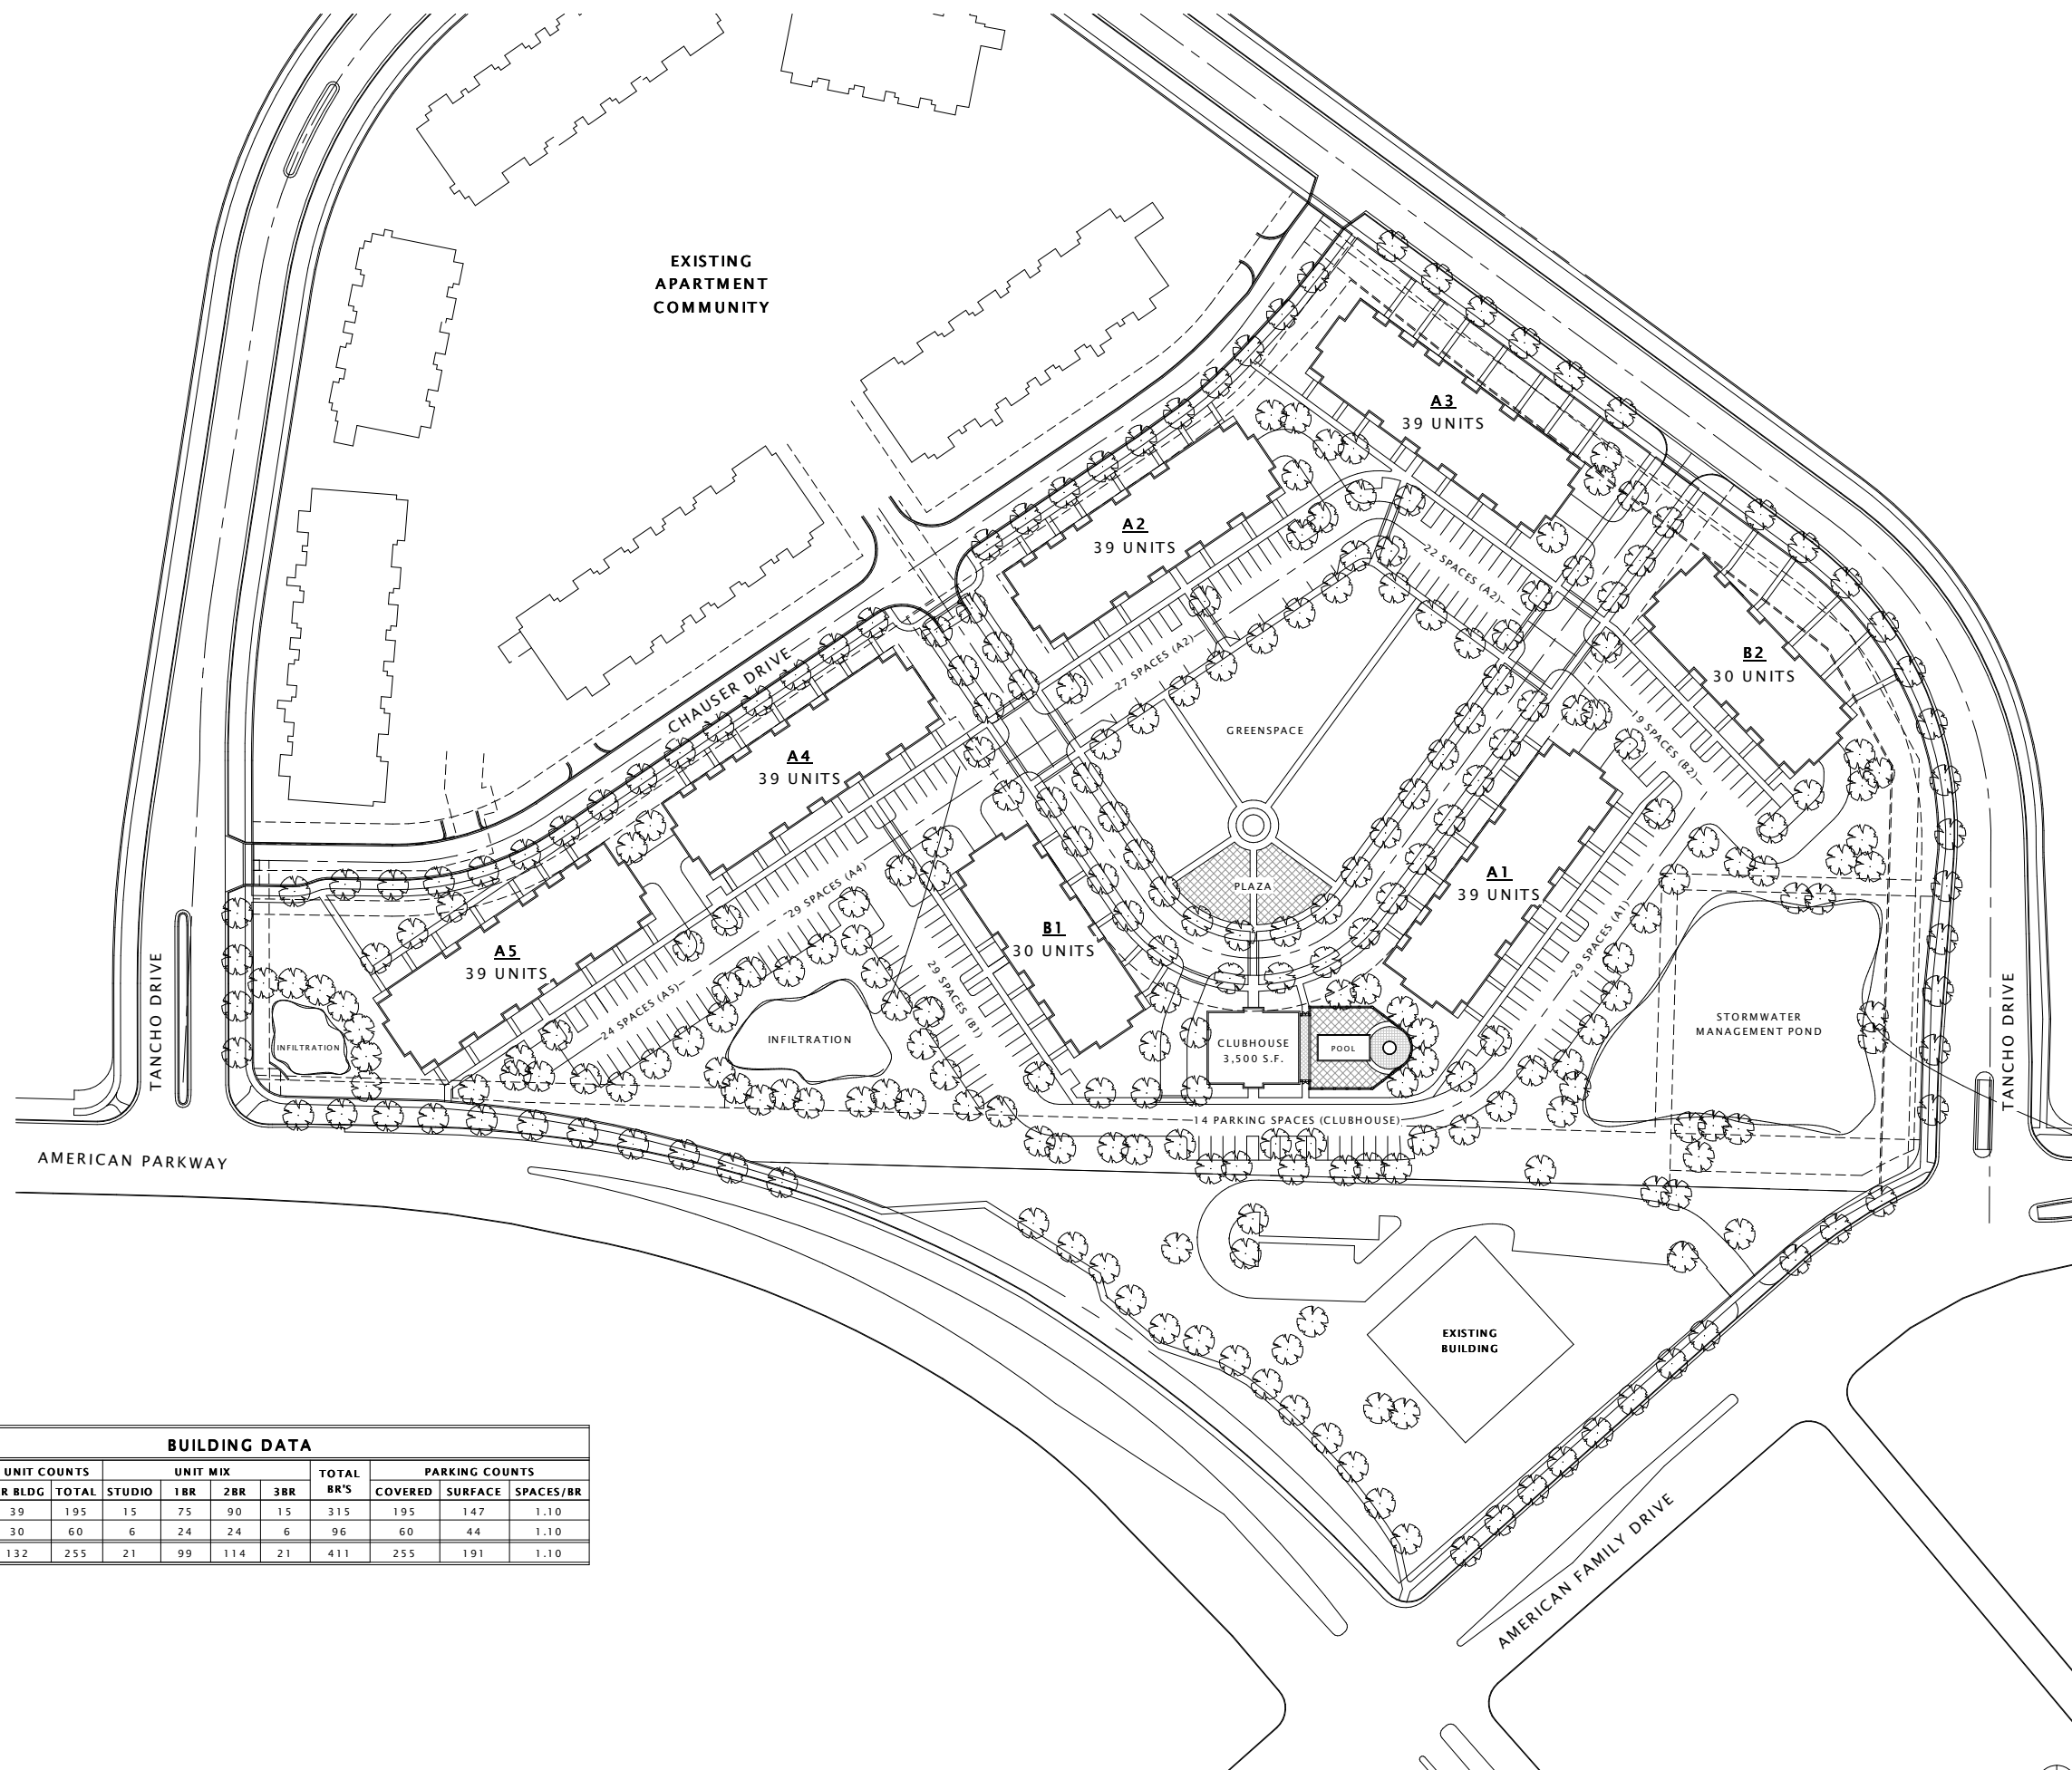 EXISTING
APARTMENT
COMMUNITY
A3
39 UNITS
A2
39 UNITS
22 SPACES (A2)
27 SPACES (A2)
B2
30 UNITS
19 SPACES (B2)
CHAUSER DRIVE
GREENSPACE
A4
39 UNITS
29 SPACES (A4)
PLAZA
A1
39 UNITS
29 SPACES (A1)
B1
30 UNITS
29 SPACES (B1)
A5
39 UNITS
24 SPACES (A5)
TANCHO DRIVE
INFILTRATION
INFILTRATION
CLUBHOUSE
3,500 S.F.
POOL
STORMWATER
MANAGEMENT POND
TANCHO DRIVE
14 PARKING SPACES (CLUBHOUSE)
AMERICAN PARKWAY
EXISTING
BUILDING
AMERICAN FAMILY DRIVE
BUILDING DATA
UNIT COUNTS UNIT MIX TOTAL BR'S PARKING COUNTS
R BLDG TOTAL STUDIO 1BR 2BR 3BR COVERED SURFACE SPACES/BR
39 195 15 75 90 15 315 195 147 1.10
30 60 6 24 24 6 96 60 44 1.10
132 255 21 99 114 21 411 255 191 1.10